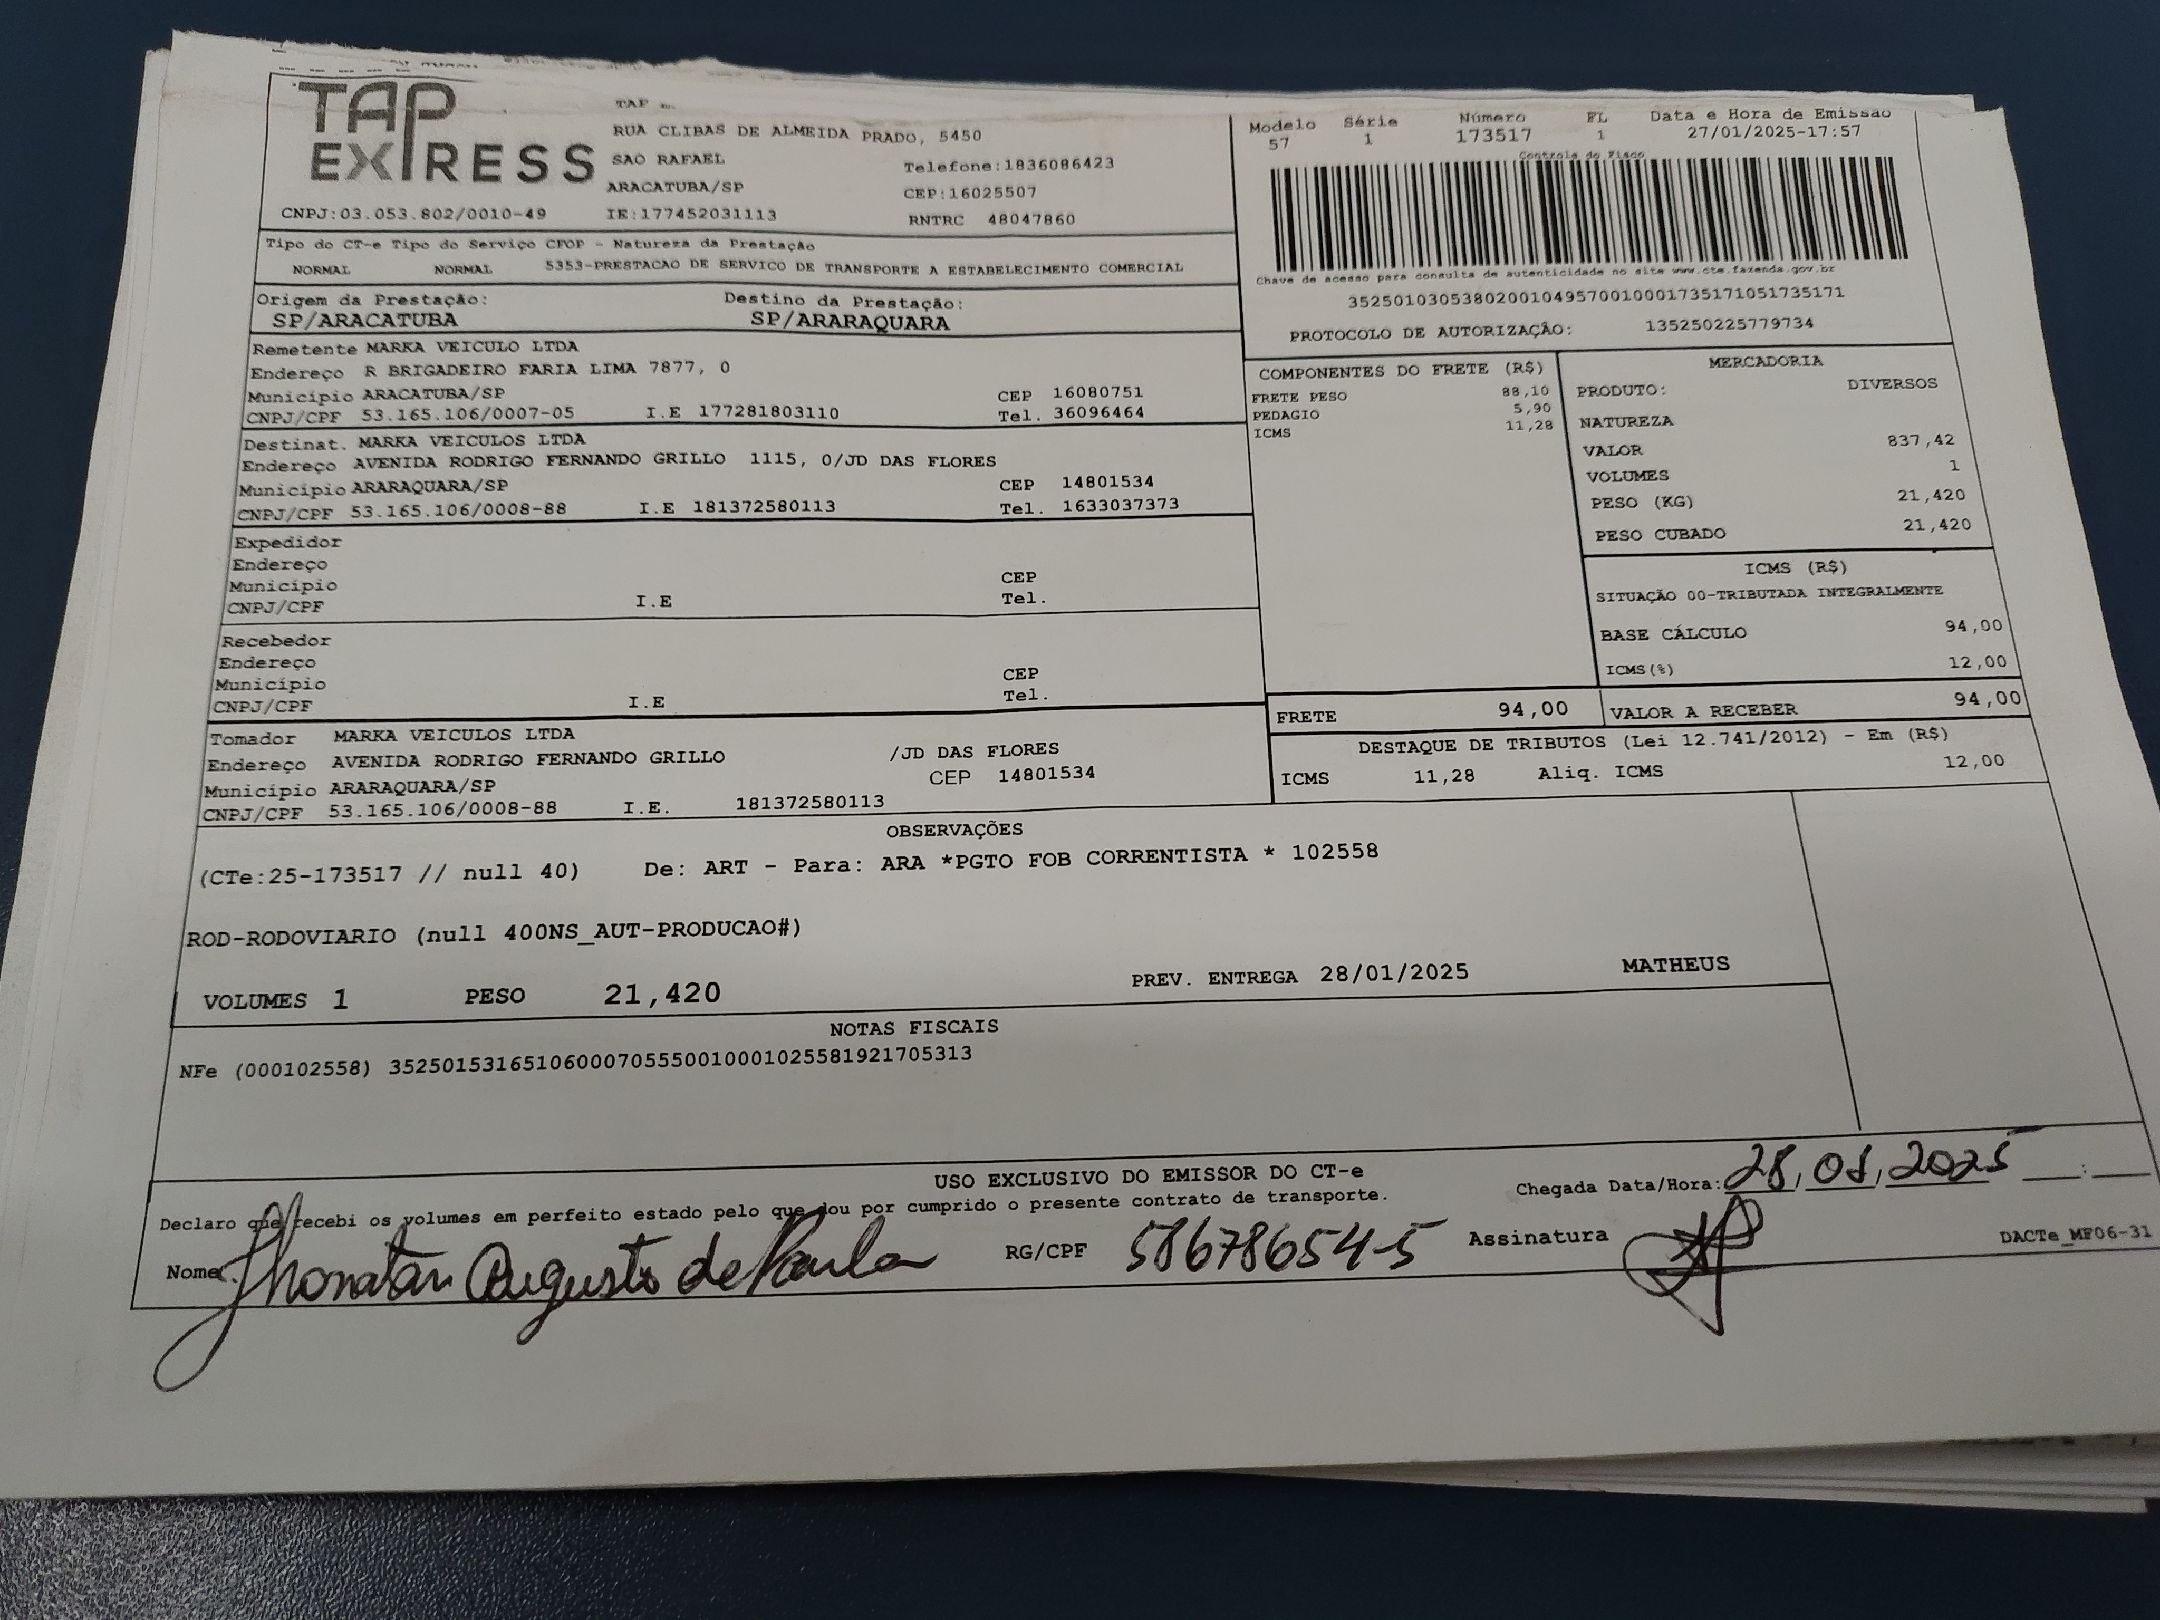 TAP EXPRESS
TAP
RUA CLIBAS DE ALMEIDA PRADO, 5450
SAO RAFAEL Telefone:1836086423
ARACATUBA/SP CEP:16025507
CNPJ:03.053.802/0010-49 IE:177452031113 RNTRC 48047860
Modelo Série Número FL Data e Hora de Emissão
57 1 173517 1 27/01/2025-17:57
Controle do Fisco
Chave de acesso para consulta de autenticidade no site www.cte.fazenda.gov.br
35250103053802001049570010001735171051735171
PROTOCOLO DE AUTORIZAÇÂO: 135250225779734
Tipo do CT-e Tipo do Serviço CFOP - Natureza da Prestação
NORMAL NORMAL 5353-PRESTACAO DE SERVICO DE TRANSPORTE A ESTABELECIMENTO COMERCIAL
Origem da Prestação: Destino da Prestação:
SP/ARACATUBA SP/ARARAQUARA
Remetente MARKA VEICULO LTDA
Endereço R BRIGADEIRO FARIA LIMA 7877, 0
Município ARACATUBA/SP CEP 16080751
CNPJ/CPF 53.165.106/0007-05 I.E 177281803110 Tel. 36096464
Destinat. MARKA VEICULOS LTDA
Endereço AVENIDA RODRIGO FERNANDO GRILLO 1115, 0/JD DAS FLORES
Município ARARAQUARA/SP CEP 14801534
CNPJ/CPF 53.165.106/0008-88 I.E 181372580113 Tel. 1633037373
Expedidor
Endereço
Município CEP
CNPJ/CPF I.E Tel.
Recebedor
Endereço
Município CEP
CNPJ/CPF I.E Tel.
Tomador MARKA VEICULOS LTDA
Endereço AVENIDA RODRIGO FERNANDO GRILLO /JD DAS FLORES
Município ARARAQUARA/SP CEP 14801534
CNPJ/CPF 53.165.106/0008-88 I.E. 181372580113
COMPONENTES DO FRETE (R$)
FRETE PESO 88,10
PEDAGIO 5,90
ICMS 11,28
MERCADORIA
PRODUTO: DIVERSOS
NATUREZA
VALOR 837,42
VOLUMES 1
PESO (KG) 21,420
PESO CUBADO 21,420
ICMS (R$)
SITUAÇÃO 00-TRIBUTADA INTEGRALMENTE
BASE CÁLCULO 94,00
ICMS(%) 12,00
FRETE 94,00 VALOR A RECEBER 94,00
DESTAQUE DE TRIBUTOS (Lei 12.741/2012) - Em (R$)
ICMS 11,28 Aliq. ICMS 12,00
OBSERVAÇÕES
(CTe:25-173517 // null 40) De: ART - Para: ARA *PGTO FOB CORRENTISTA * 102558
ROD-RODOVIARIO (null 400NS_AUT-PRODUCAO#)
VOLUMES 1 PESO 21,420 PREV. ENTREGA 28/01/2025 MATHEUS
NOTAS FISCAIS
NFe (000102558) 35250153165106000705550010001025581921705313
USO EXCLUSIVO DO EMISSOR DO CT-e
Declaro que recebi os volumes em perfeito estado pelo que dou por cumprido o presente contrato de transporte. Chegada Data/Hora: 28,01,2025 __:__
Nome Jhonatan Augusto de Paula RG/CPF 58678654-5 Assinatura DACTe_MF06-31